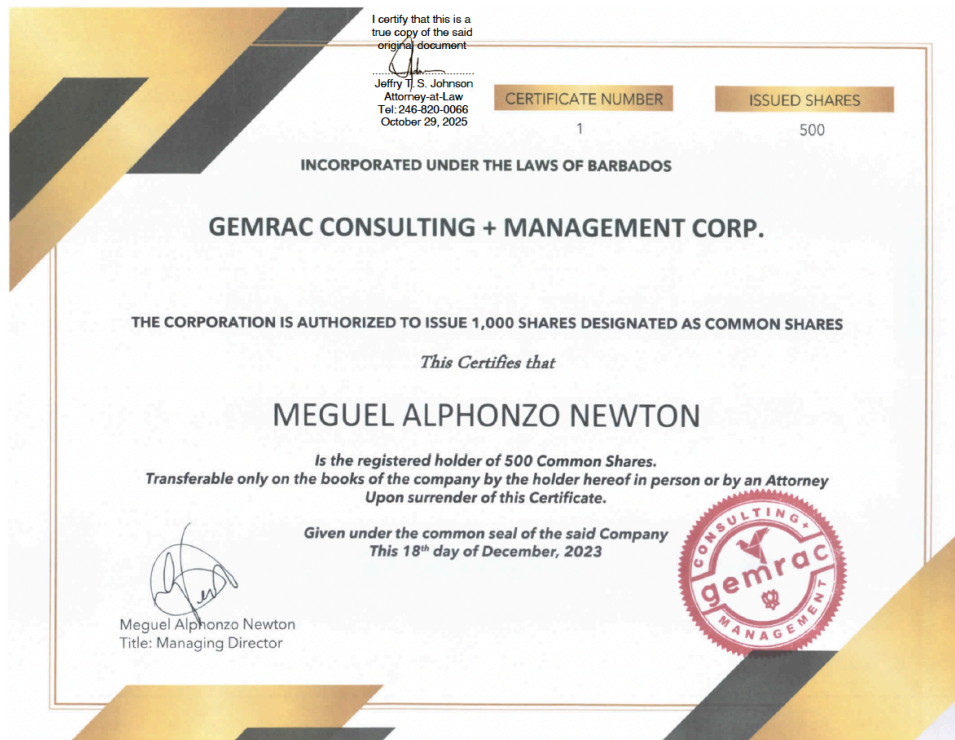 I certify that this is a
true copy of the said
original document
Jeffry T. S. Johnson
Attorney-at-Law
Tel: 246-820-0066
October 29, 2025
CERTIFICATE NUMBER
1
ISSUED SHARES
500
INCORPORATED UNDER THE LAWS OF BARBADOS
GEMRAC CONSULTING + MANAGEMENT CORP.
THE CORPORATION IS AUTHORIZED TO ISSUE 1,000 SHARES DESIGNATED AS COMMON SHARES
This Certifies that
MEGUEL ALPHONZO NEWTON
Is the registered holder of 500 Common Shares.
Transferable only on the books of the company by the holder hereof in person or by an Attorney
Upon surrender of this Certificate.
Given under the common seal of the said Company
This 18th day of December, 2023
Meguel Alphonzo Newton
Title: Managing Director
CONSULTING+
gemrac
MANAGEMENT